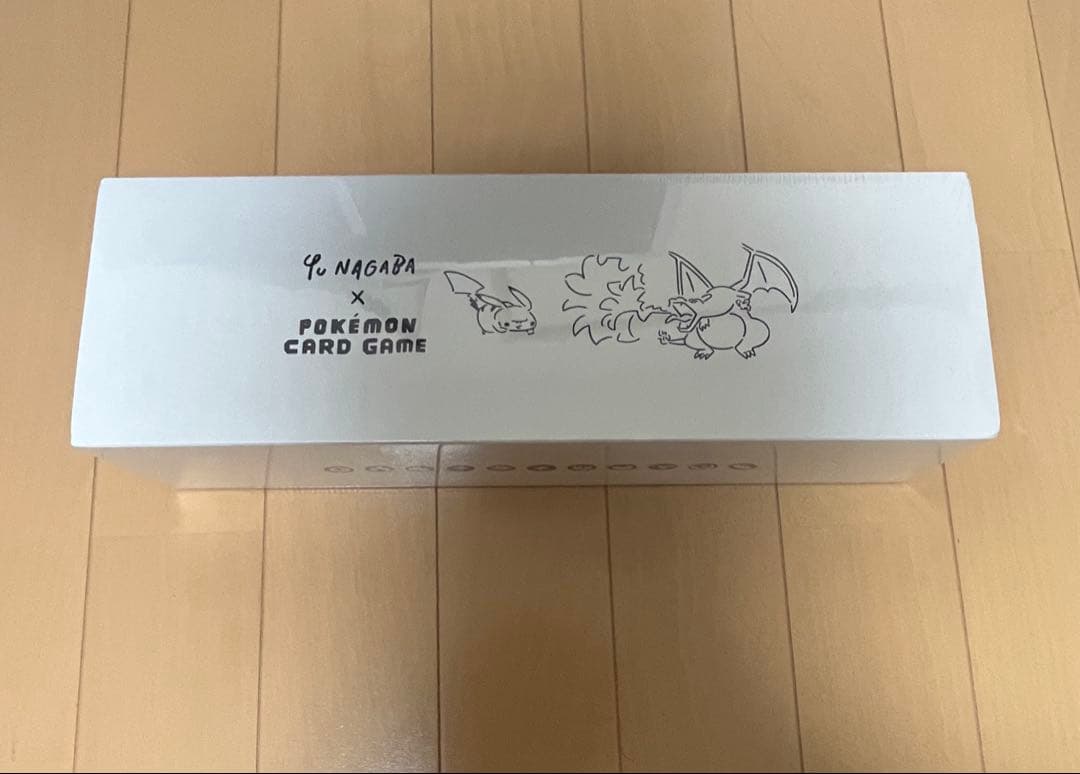 Yu NAGABA
×
POKÉMON
CARD GAME